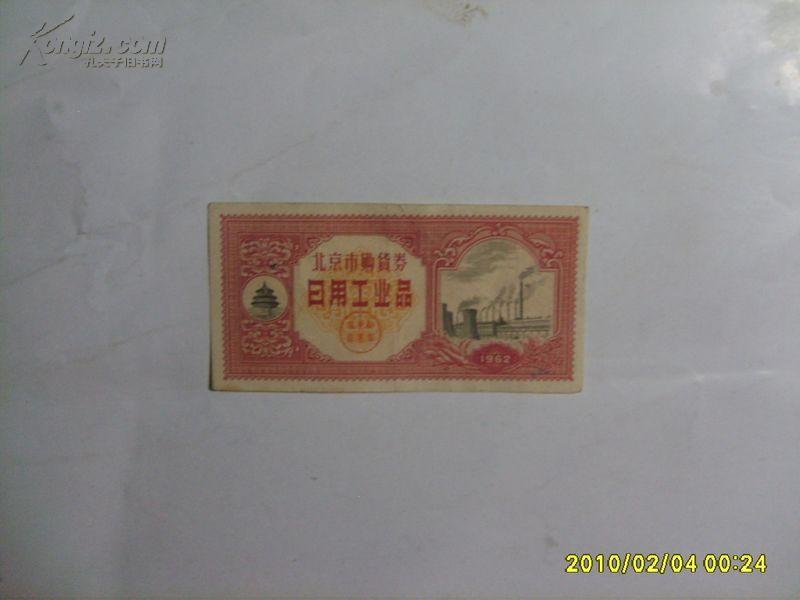 Kongfz.com
孔夫子旧书网
北京市购货券
日用工业品
1962
2010/02/04 00:24